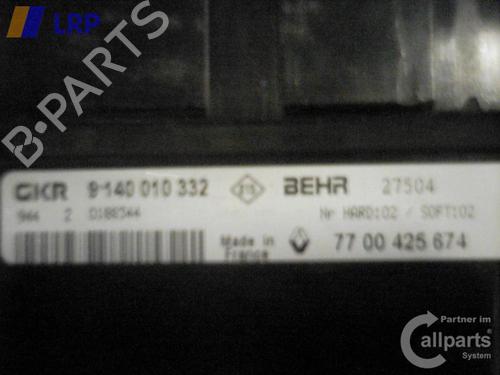 LRP
B-PARTS
GKR 9 140 010 332 BEHR 27504
944 2 Nr HARD:02 / SOFT:02
Made in
France 77 00 425 674
Partner im
Callparts
System